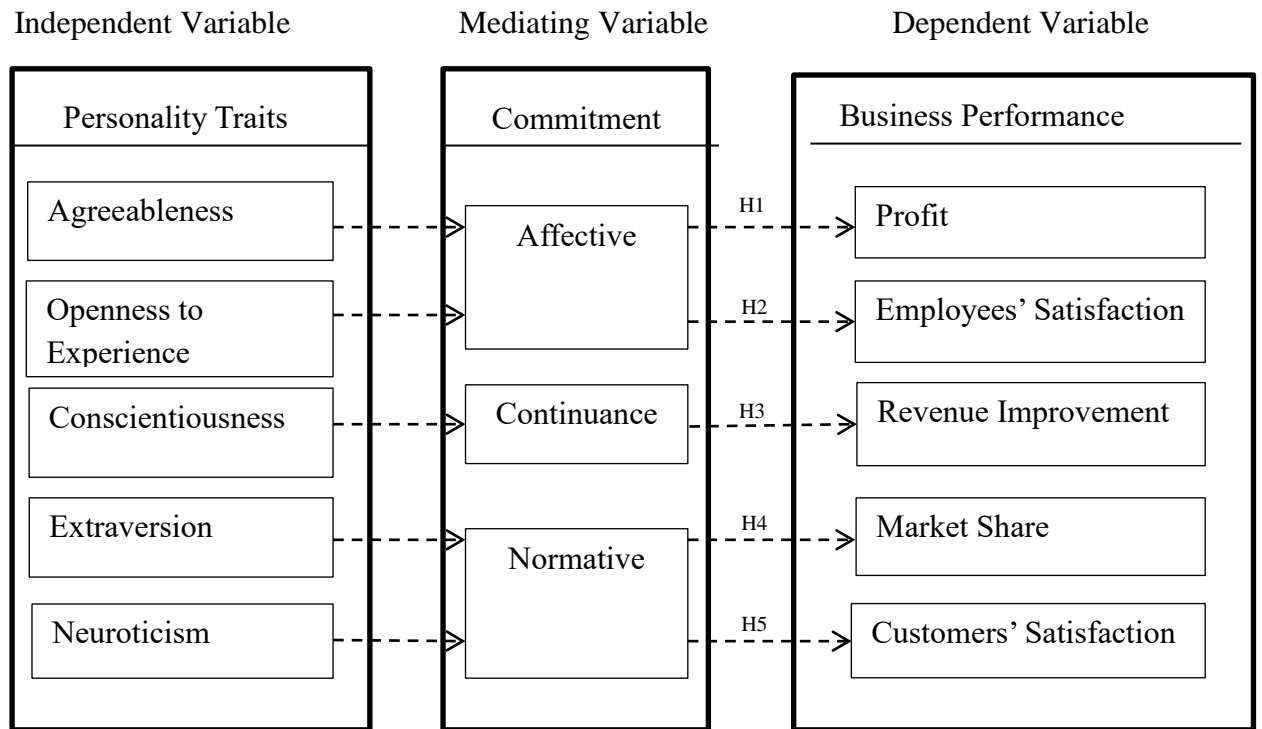 Independent Variable
Mediating Variable
Dependent Variable
Personality Traits
Commitment
Business Performance
Agreeableness
Affective
H1
Profit
Openness to
Experience
H2
Employees’ Satisfaction
Conscientiousness
Continuance
H3
Revenue Improvement
Extraversion
Normative
H4
Market Share
Neuroticism
H5
Customers’ Satisfaction